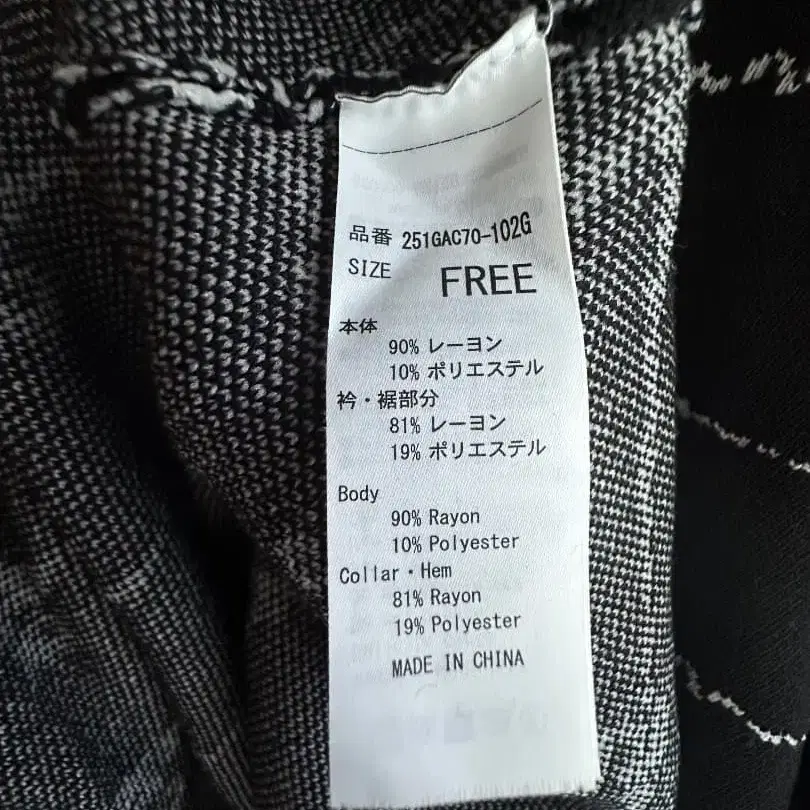 品番 251GAC70-102G
SIZE FREE
本体
90% レーヨン
10% ポリエステル
衿・裾部分
81% レーヨン
19% ポリエステル
Body
90% Rayon
10% Polyester
Collar・Hem
81% Rayon
19% Polyester
MADE IN CHINA